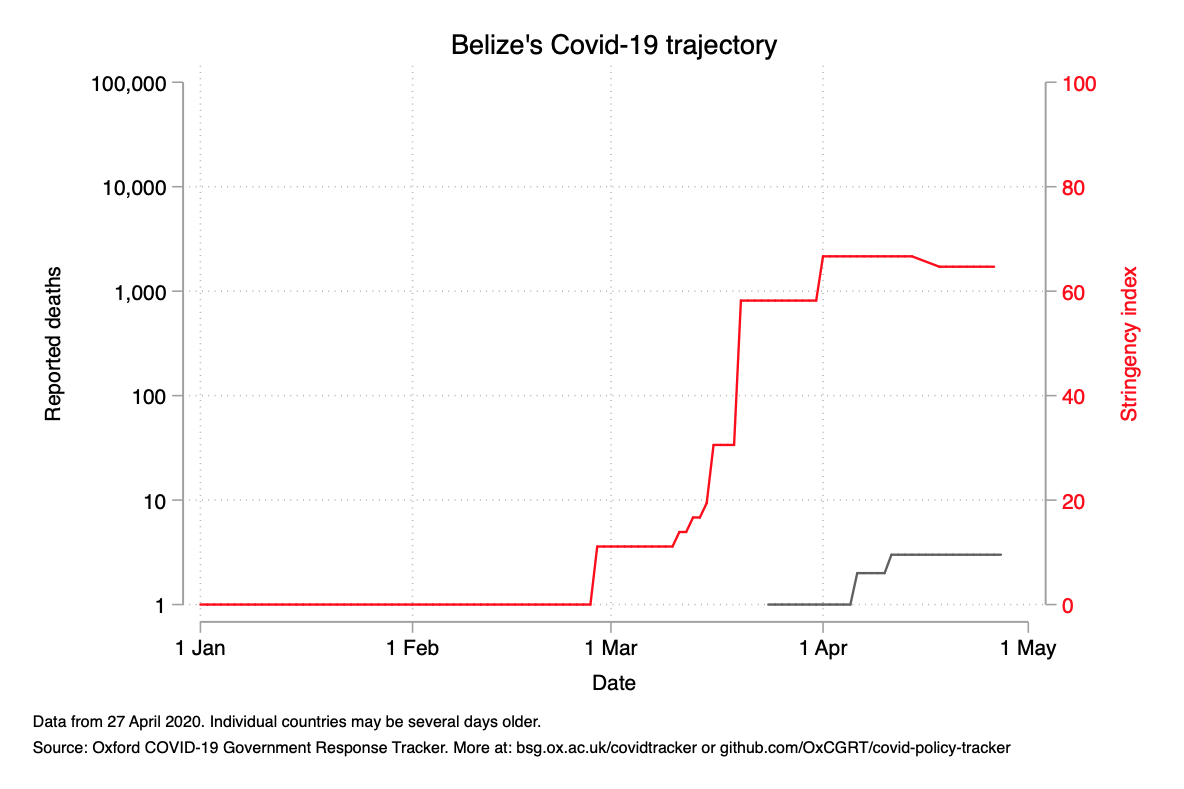 Belize's Covid-19 trajectory
100,000
10,000
1,000
100
10
1
Reported deaths
100
80
60
40
20
0
Stringency index
1 Jan
1 Feb
1 Mar
1 Apr
1 May
Date
Data from 27 April 2020. Individual countries may be several days older.
Source: Oxford COVID-19 Government Response Tracker. More at: bsg.ox.ac.uk/covidtracker or github.com/OxCGRT/covid-policy-tracker